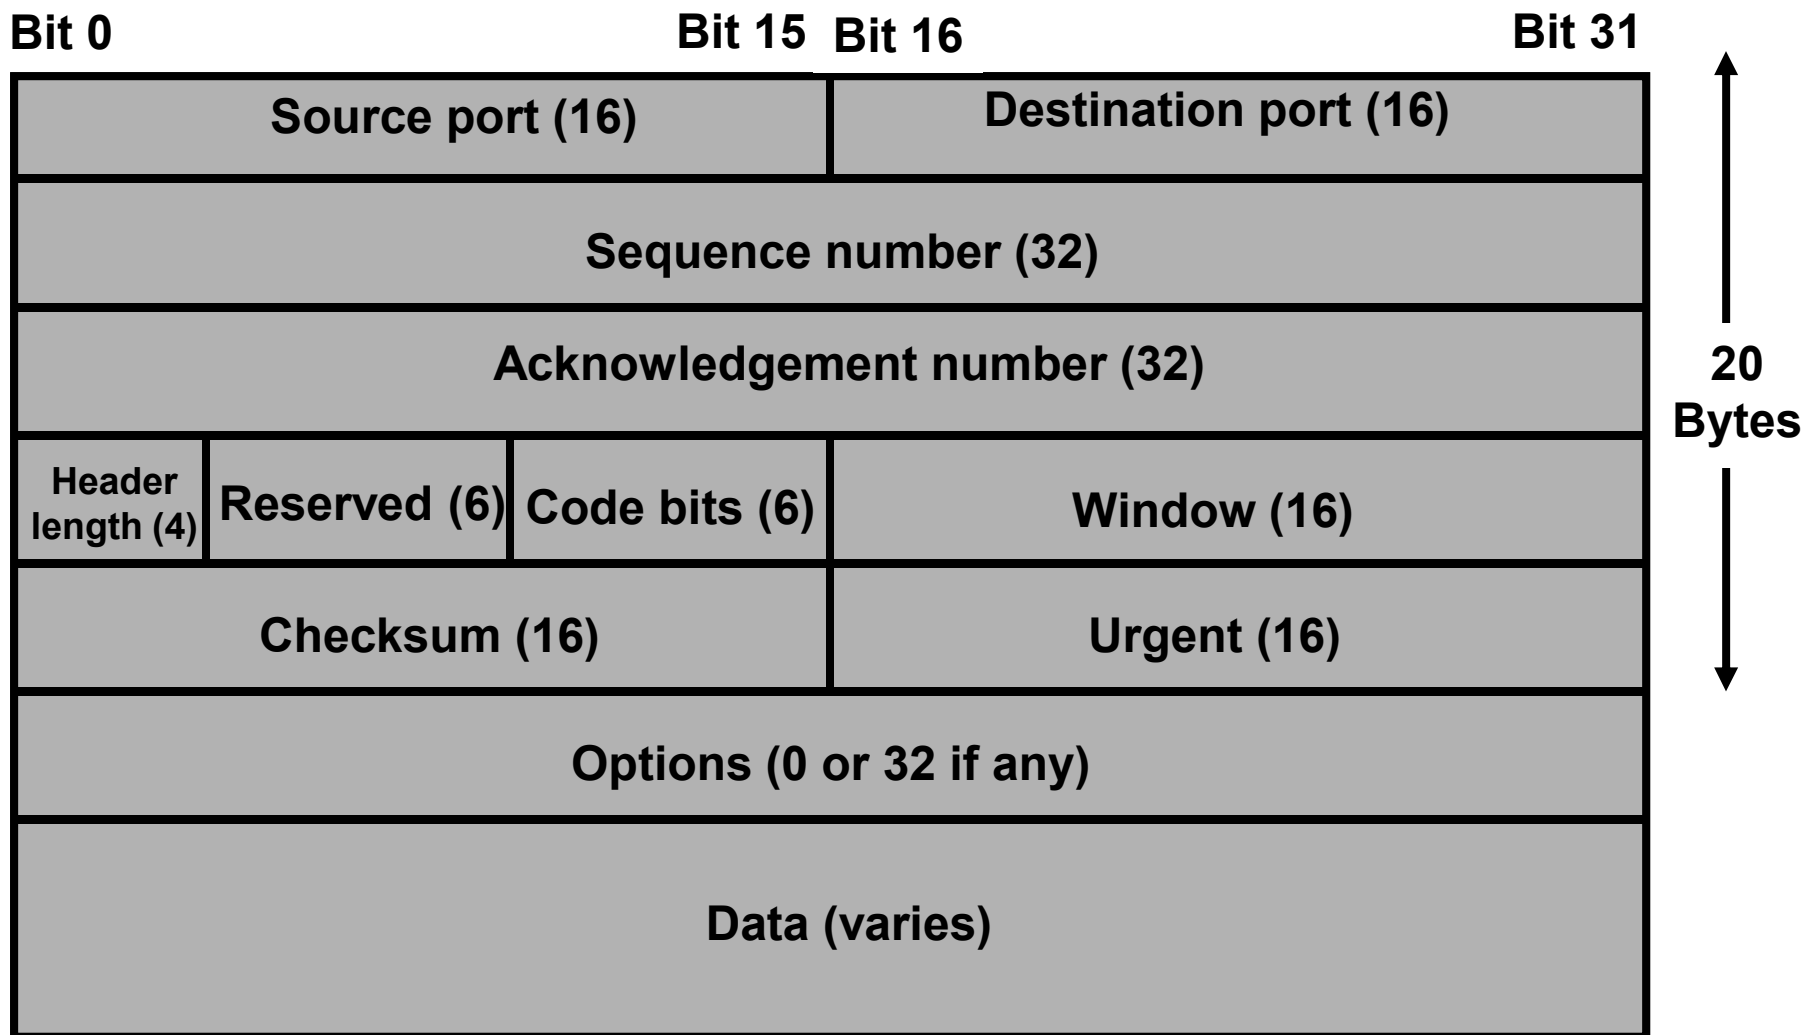 Bit 0 Bit 15 Bit 16 Bit 31
Source port (16) Destination port (16)
Sequence number (32)
Acknowledgement number (32)
20
Bytes
Header
length (4)
Reserved (6)
Code bits (6)
Window (16)
Checksum (16)
Urgent (16)
Options (0 or 32 if any)
Data (varies)